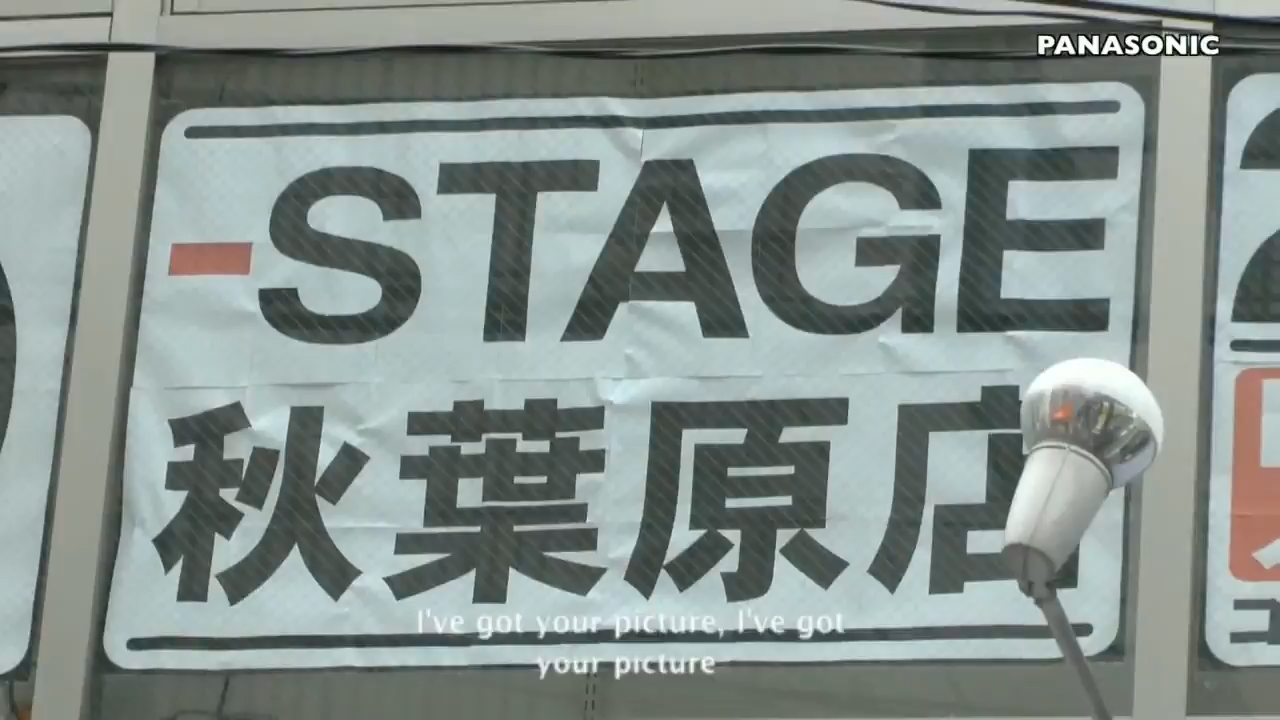 PANASONIC
-STAGE
秋葉原店
I've got your picture, I've got
your picture